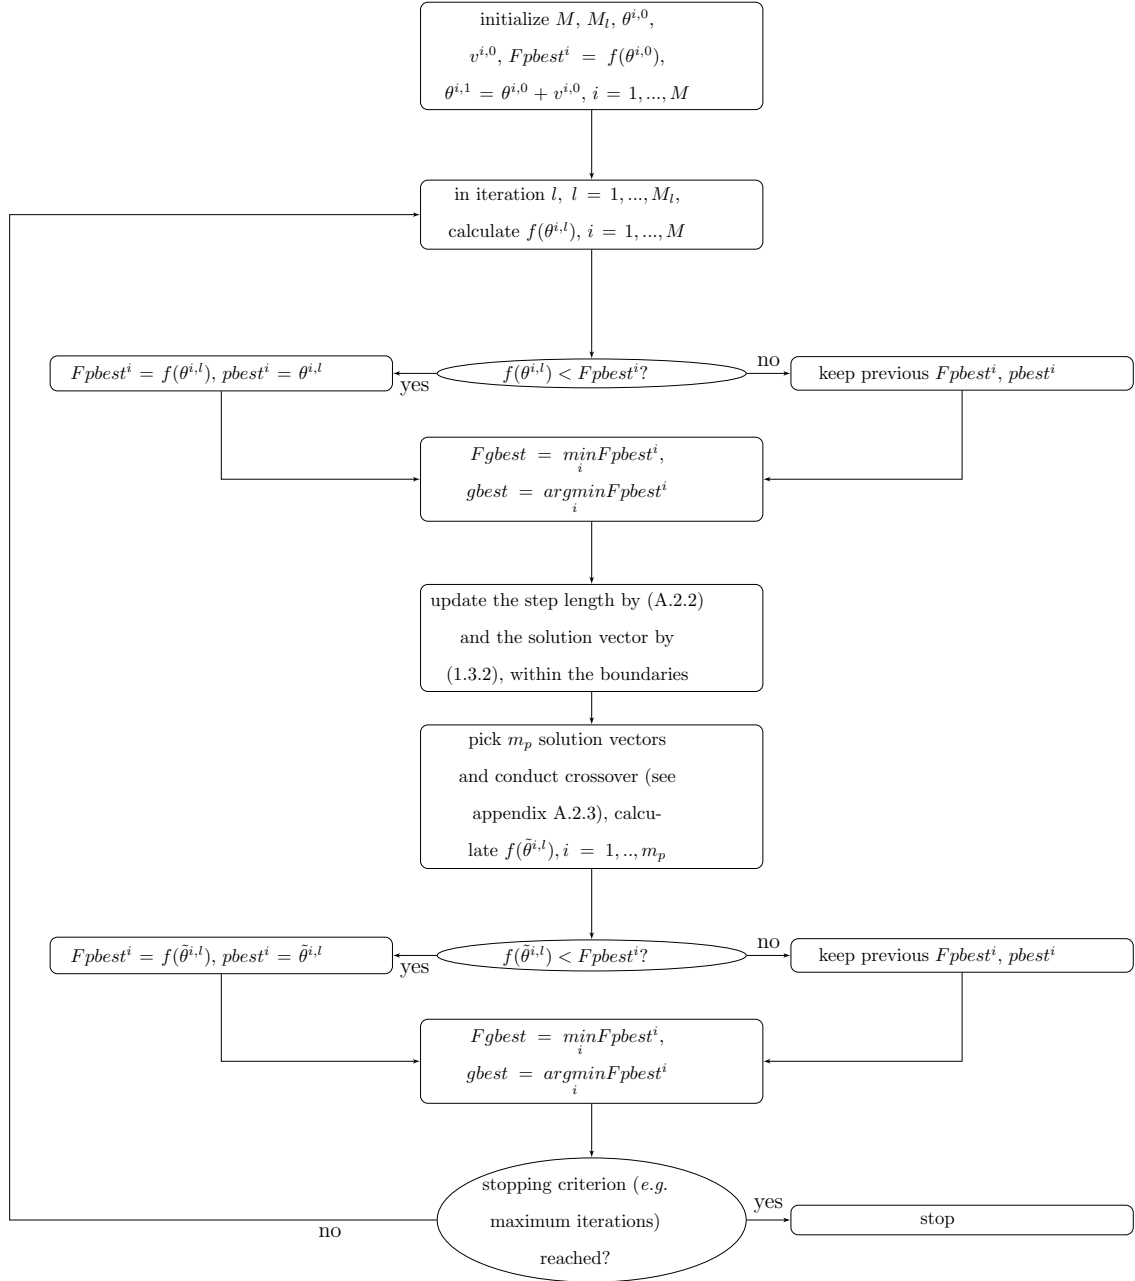 initialize M, M_l, θ^{i,0},
v^{i,0}, Fpbest^i = f(θ^{i,0}),
θ^{i,1} = θ^{i,0} + v^{i,0}, i = 1, ..., M
in iteration l, l = 1, ..., M_l,
calculate f(θ^{i,l}), i = 1, ..., M
Fpbest^i = f(θ^{i,l}), pbest^i = θ^{i,l}
yes
f(θ^{i,l}) < Fpbest^i?
no
keep previous Fpbest^i, pbest^i
Fgbest = min_i Fpbest^i,
gbest = argmin_i Fpbest^i
update the step length by (A.2.2)
and the solution vector by
(1.3.2), within the boundaries
pick m_p solution vectors
and conduct crossover (see
appendix A.2.3), calcu-
late f(θ̃^{i,l}), i = 1, .., m_p
Fpbest^i = f(θ̃^{i,l}), pbest^i = θ̃^{i,l}
yes
f(θ̃^{i,l}) < Fpbest^i?
no
keep previous Fpbest^i, pbest^i
Fgbest = min_i Fpbest^i,
gbest = argmin_i Fpbest^i
stopping criterion (e.g.
maximum iterations)
reached?
yes
stop
no